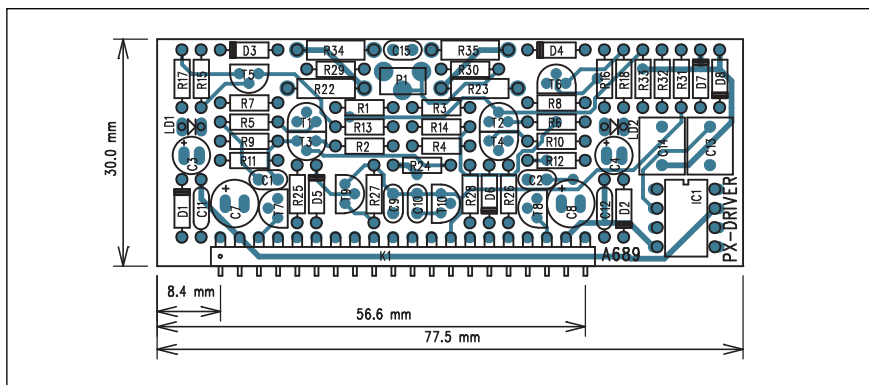 D3 R34 C15 R35 D4
R17 R15 T5 R29 P1 R30 T6 R16 R18 R33 R32 R31 D7 D8
R22 R23
R7 R1 R3 R8
LD1 R5 T1 R13 R14 T2 R6 LD2
R9 T3 R2 R4 T4 R10 C14 C13
C3 R11 R24 R12 C4
+ C1 C2 +
D1 C11 C7 T7 R25 D5 T9 R27 C9 C10 T10 R28 D6 R26 T8 C8 C12 D2 IC1
+ +
K1 A689 PX-DRIVER
30.0 mm
8.4 mm
56.6 mm
77.5 mm